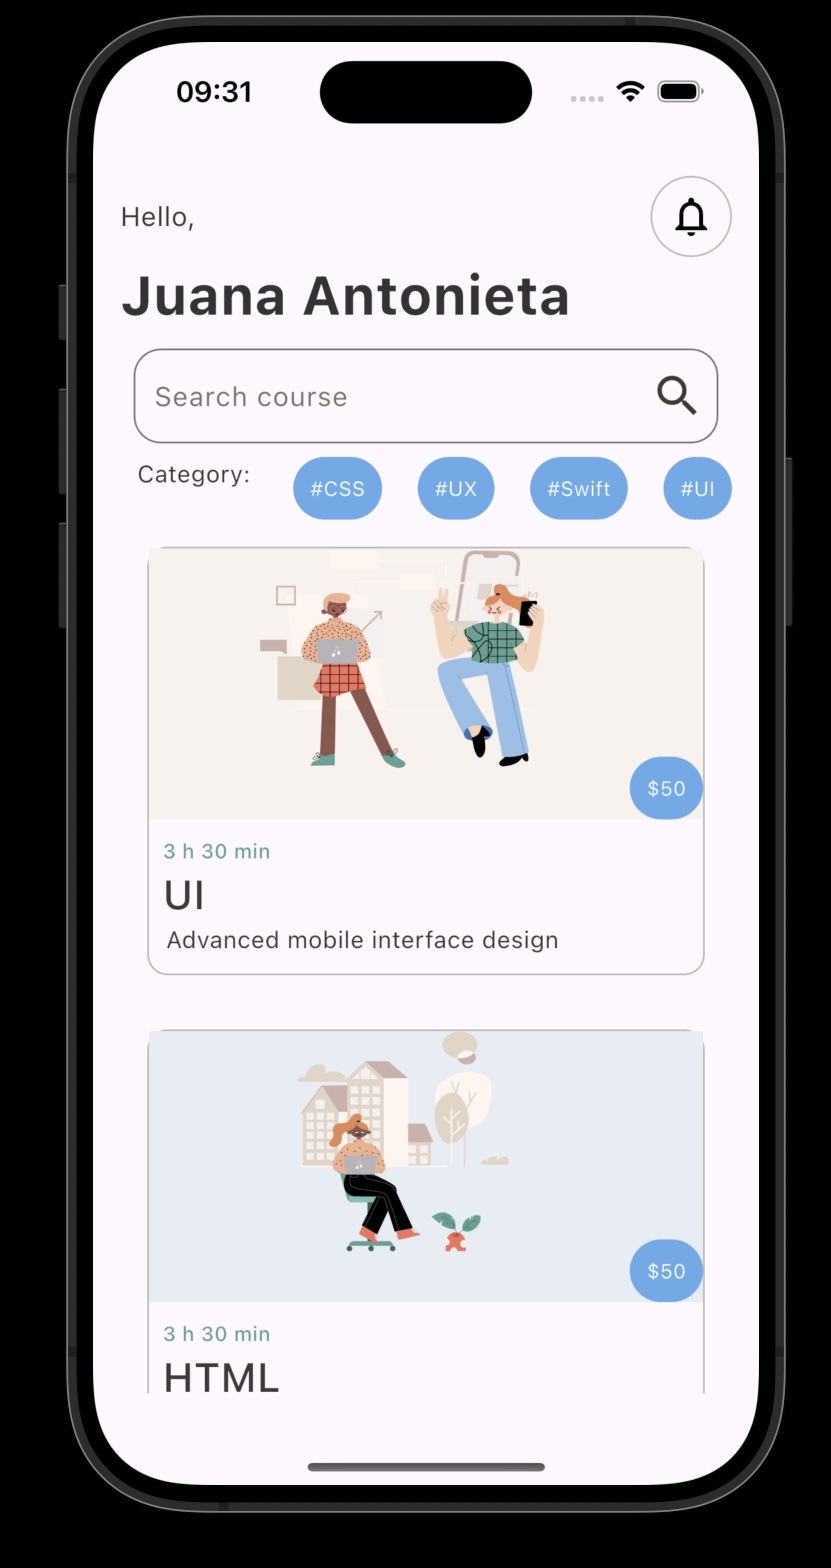 09:31
Hello,
Juana Antonieta
Search course
Category: #CSS #UX #Swift #UI
$50
3 h 30 min
UI
Advanced mobile interface design
$50
3 h 30 min
HTML